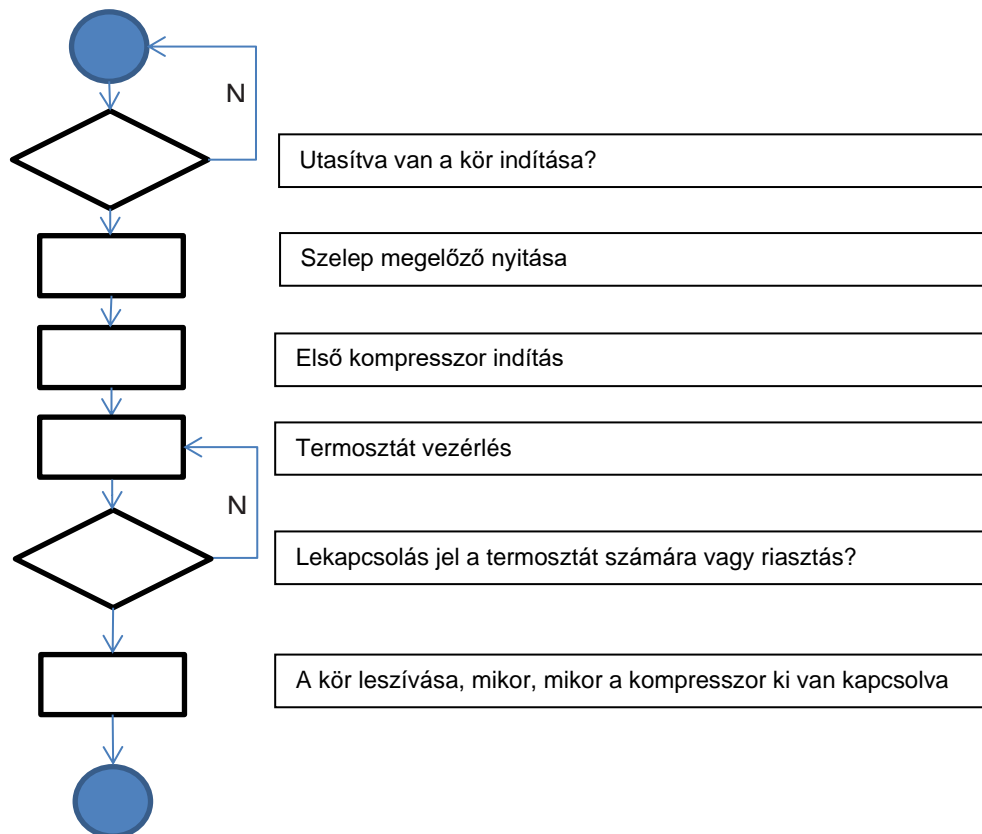 N
Utasítva van a kör indítása?
Szelep megelőző nyitása
Első kompresszor indítás
Termosztát vezérlés
N
Lekapcsolás jel a termosztát számára vagy riasztás?
A kör leszívása, mikor, mikor a kompresszor ki van kapcsolva